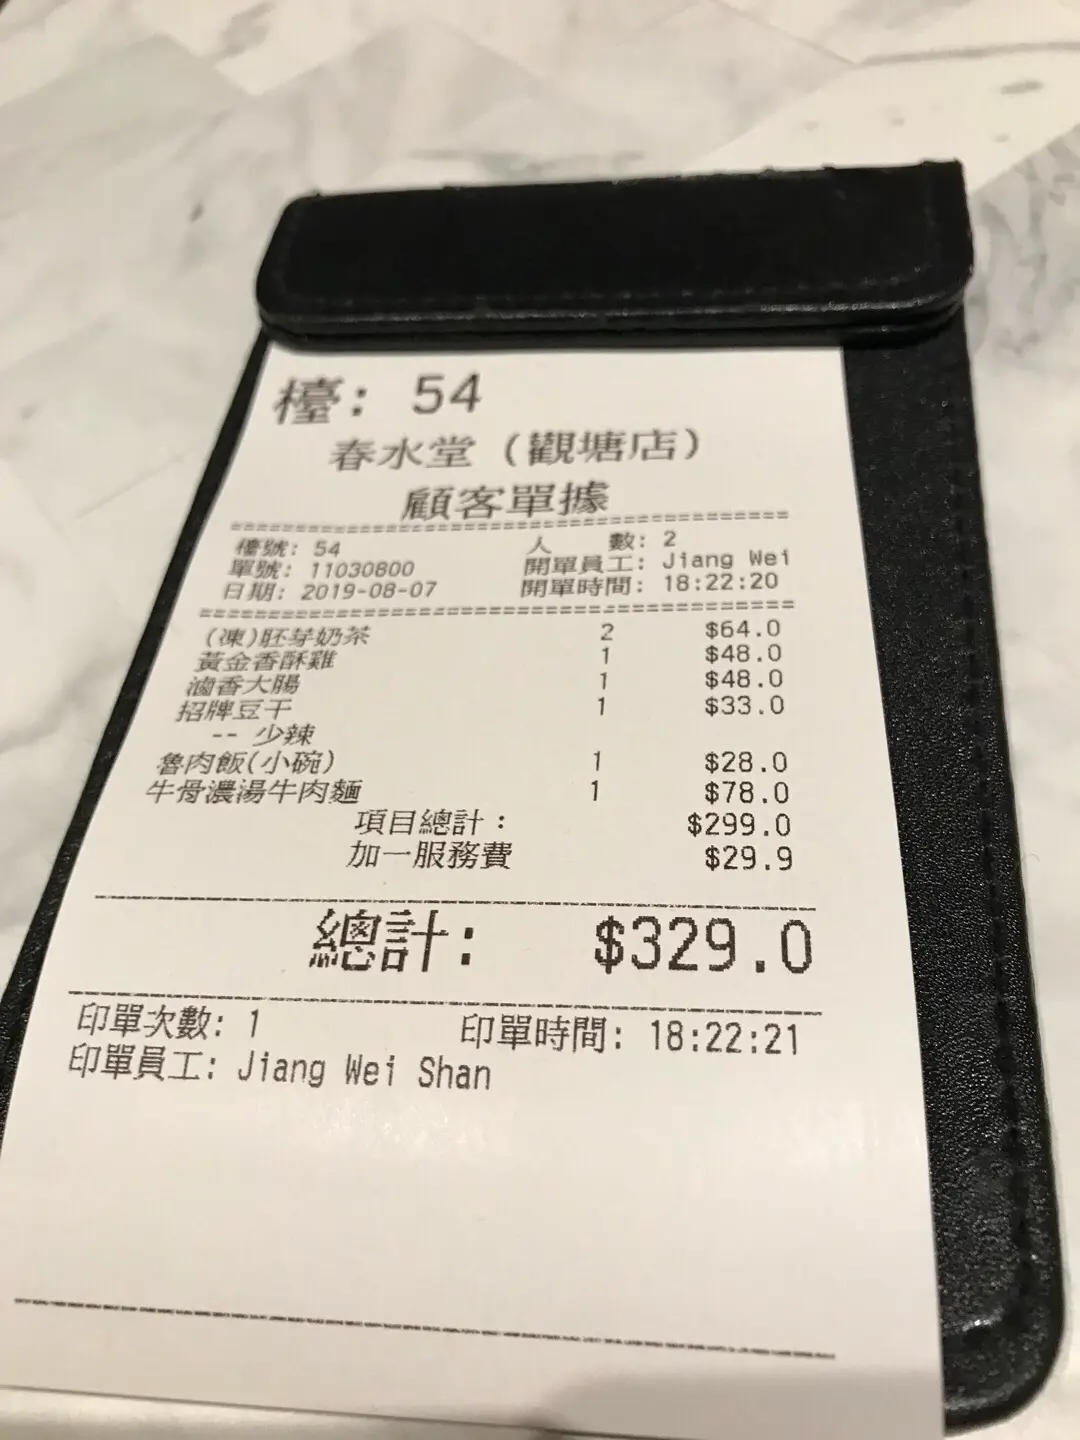 檯: 54
春水堂 (觀塘店)
顧客單據
檯號: 54 人 數: 2
單號: 11030800 開單員工: Jiang Wei
日期: 2019-08-07 開單時間: 18:22:20
(凍)胚芽奶茶 2 $64.0
黃金香酥雞 1 $48.0
滷香大腸 1 $48.0
招牌豆干 1 $33.0
-- 少辣
魯肉飯(小碗) 1 $28.0
牛骨濃湯牛肉麵 1 $78.0
項目總計: $299.0
加一服務費 $29.9
總計: $329.0
印單次數: 1 印單時間: 18:22:21
印單員工: Jiang Wei Shan